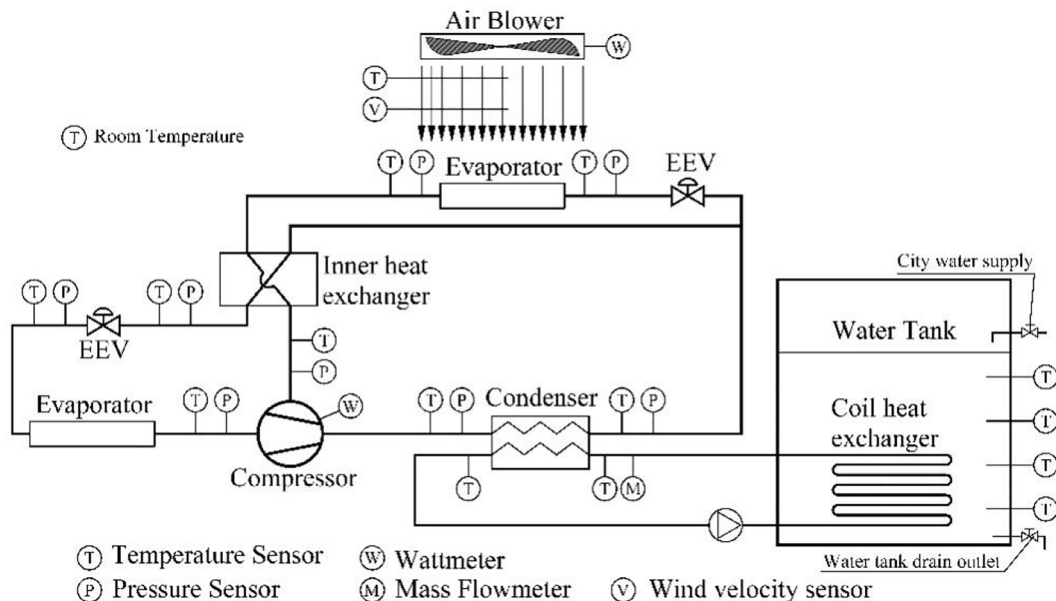 Air Blower
W
T
V
T Room Temperature
T P Evaporator T P EEV
Inner heat
exchanger
T P T P
EEV
T
P
City water supply
Water Tank
Evaporator T P W
Compressor
T P Condenser T P
T T M
Coil heat
exchanger
T
T
T
T
Water tank drain outlet
T Temperature Sensor W Wattmeter
P Pressure Sensor M Mass Flowmeter V Wind velocity sensor